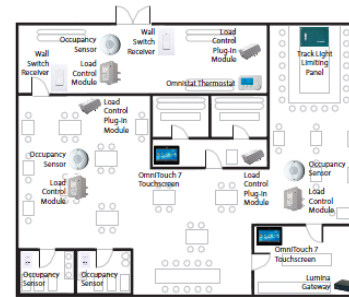 Occupancy
Sensor
Wall
Switch
Receiver
Load
Control
Module
Wall
Switch
Receiver
Load
Control
Plug-In
Module
Omnistat Thermostat
Track Light
Limiting
Panel
Load
Control
Plug-In
Module
Occupancy
Sensor
Load
Control
Module
OmniTouch 7
Touchscreen
Load
Control
Plug-In
Module
Occupancy
Sensor
Load
Control
Module
OmniTouch 7
Touchscreen
Lumina
Gateway
Occupancy
Sensor
Occupancy
Sensor